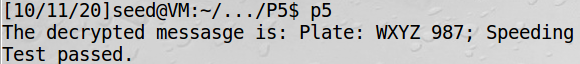 [10/11/20]seed@VM:~/.../P5$ p5
The decrypted messasge is: Plate: WXYZ 987; Speeding
Test passed.